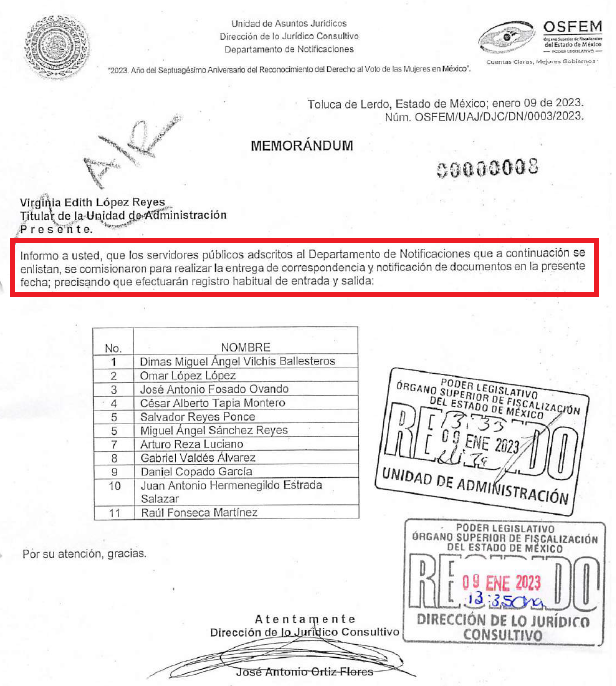 Unidad de Asuntos Jurídicos
Dirección de lo Jurídico Consultivo
Departamento de Notificaciones
OSFEM
Órgano Superior de Fiscalización
del Estado de México
Cuentas Claras, Mejores Gobiernos
"2023. Año del Septuagésimo Aniversario del Reconocimiento del Derecho al Voto de las Mujeres en México".
Toluca de Lerdo, Estado de México; enero 09 de 2023.
Núm. OSFEM/UAJ/DJC/DN/0003/2023.
MEMORÁNDUM
00000008
Virginia Edith López Reyes
Titular de la Unidad de Administración
P r e s e n t e.
Informo a usted, que los servidores públicos adscritos al Departamento de Notificaciones que a continuación se
enlistan, se comisionaron para realizar la entrega de correspondencia y notificación de documentos en la presente
fecha; precisando que efectuarán registro habitual de entrada y salida:
No. NOMBRE
1 Dimas Miguel Ángel Vilchis Ballesteros
2 Omar López López
3 José Antonio Fosado Ovando
4 César Alberto Tapia Montero
5 Salvador Reyes Ponce
5 Miguel Ángel Sánchez Reyes
7 Arturo Reza Luciano
8 Gabriel Valdés Álvarez
9 Daniel Copado García
10 Juan Antonio Hermenegildo Estrada
Salazar
11 Raúl Fonseca Martínez
PODER LEGISLATIVO
ÓRGANO SUPERIOR DE FISCALIZACIÓN
DEL ESTADO DE MÉXICO
RECIBIDO
13:33
09 ENE 2023
UNIDAD DE ADMINISTRACIÓN
Por su atención, gracias.
PODER LEGISLATIVO
ÓRGANO SUPERIOR DE FISCALIZACIÓN
DEL ESTADO DE MÉXICO
RECIBIDO
09 ENE 2023
DIRECCIÓN DE LO JURÍDICO
CONSULTIVO
A t e n t a m e n t e
Dirección de lo Jurídico Consultivo
José Antonio Ortiz Flores